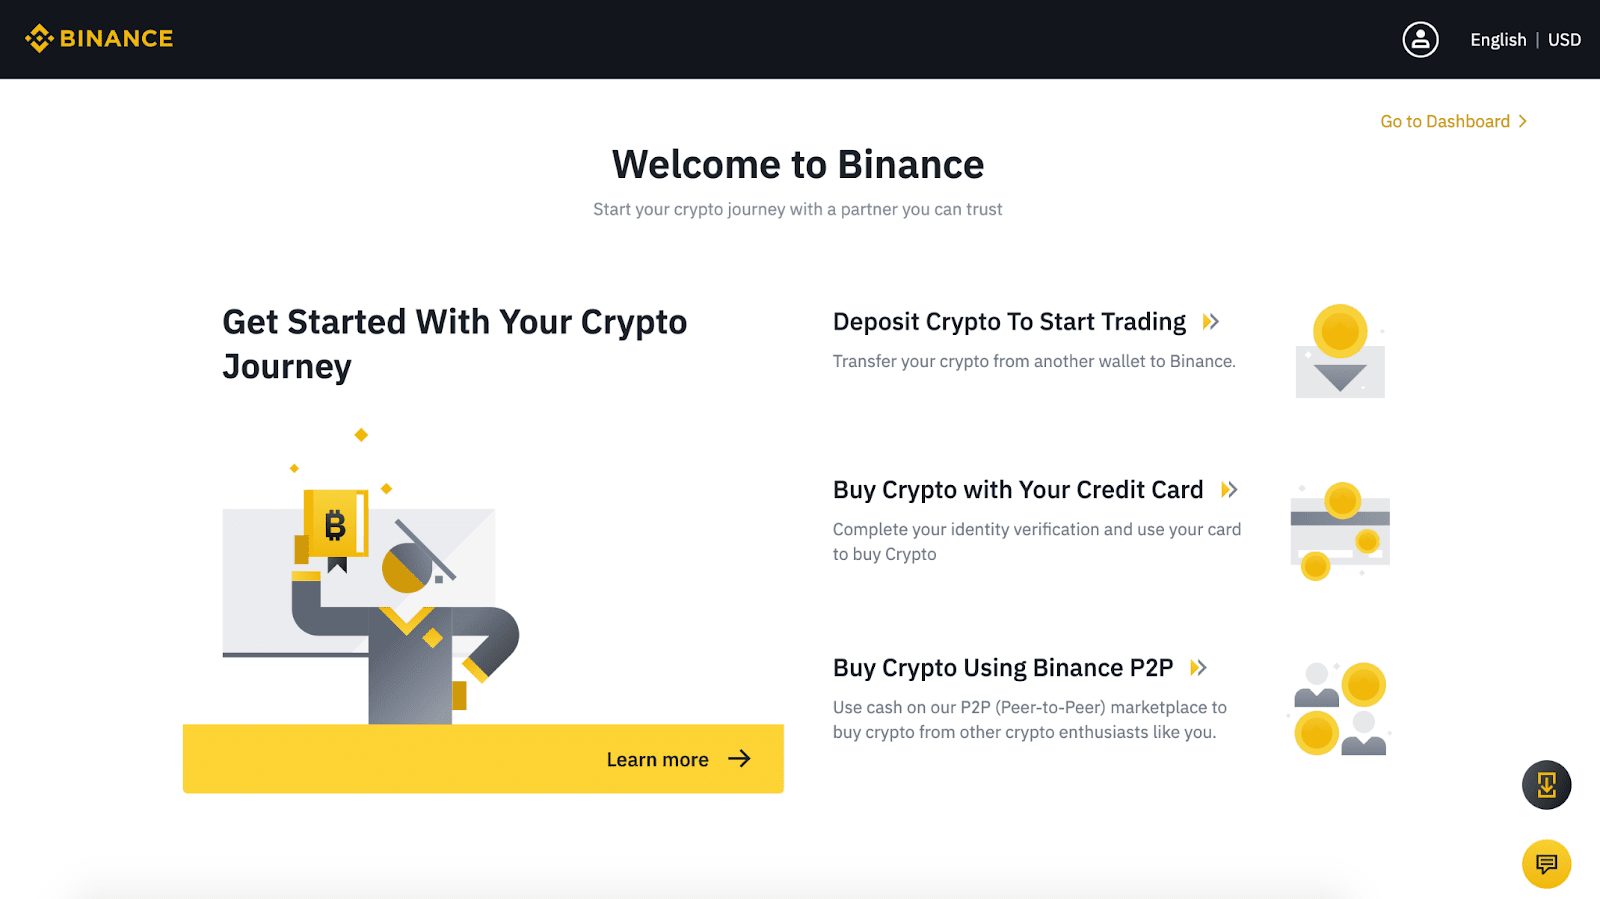 BINANCE
English | USD
Go to Dashboard
Welcome to Binance
Start your crypto journey with a partner you can trust
Get Started With Your Crypto
Journey
Learn more
Deposit Crypto To Start Trading
Transfer your crypto from another wallet to Binance.
Buy Crypto with Your Credit Card
Complete your identity verification and use your card
to buy Crypto
Buy Crypto Using Binance P2P
Use cash on our P2P (Peer-to-Peer) marketplace to
buy crypto from other crypto enthusiasts like you.